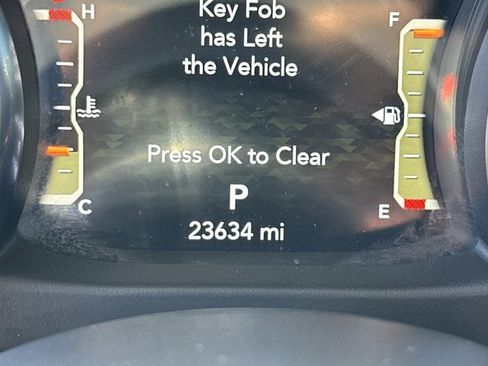 Key Fob
has Left
the Vehicle
H
F
Press OK to Clear
C
P
E
23634 mi